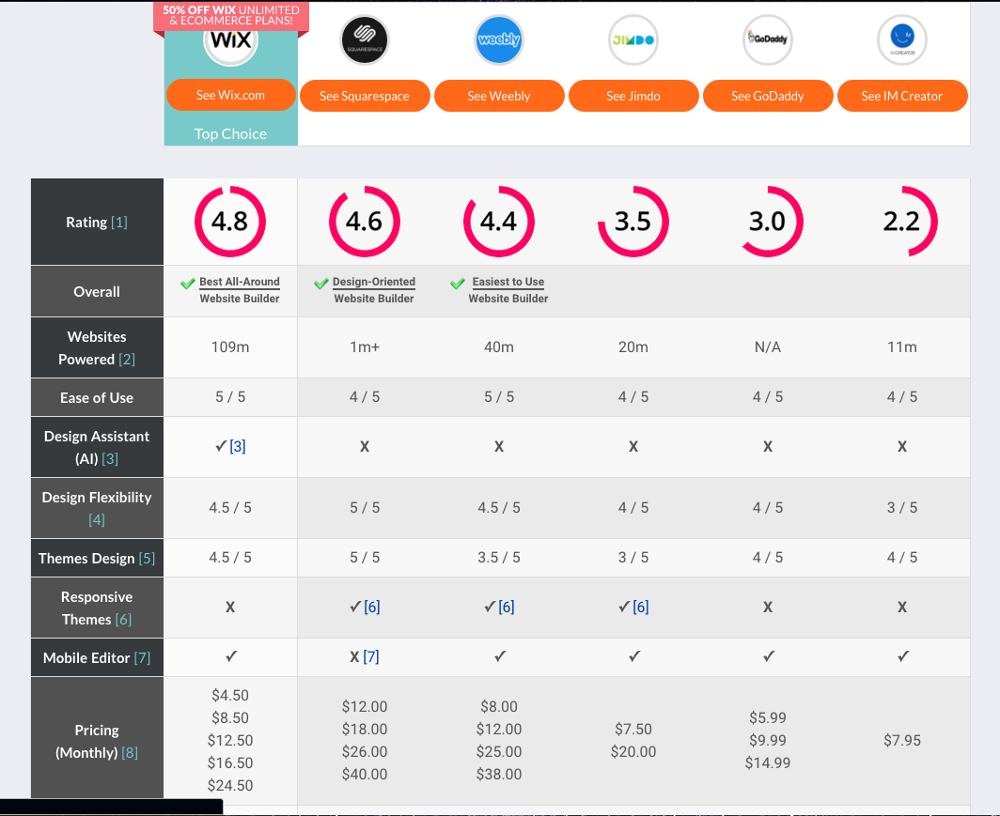 50% OFF WIX UNLIMITED
& ECOMMERCE PLANS!
WiX
SQUARESPACE
weebly
JIMDO
GoDaddy
IM CREATOR
See Wix.com
See Squarespace
See Weebly
See Jimdo
See GoDaddy
See IM Creator
Top Choice
Rating [1]
4.8
4.6
4.4
3.5
3.0
2.2
Overall
Best All-Around
Website Builder
Design-Oriented
Website Builder
Easiest to Use
Website Builder
Websites
Powered [2]
109m
1m+
40m
20m
N/A
11m
Ease of Use
5 / 5
4 / 5
5 / 5
4 / 5
4 / 5
4 / 5
Design Assistant
(AI) [3]
✓ [3]
X
X
X
X
X
Design Flexibility
[4]
4.5 / 5
5 / 5
4.5 / 5
4 / 5
4 / 5
3 / 5
Themes Design [5]
4.5 / 5
5 / 5
3.5 / 5
3 / 5
4 / 5
4 / 5
Responsive
Themes [6]
X
✓ [6]
✓ [6]
✓ [6]
X
X
Mobile Editor [7]
✓
X [7]
✓
✓
✓
✓
Pricing
(Monthly) [8]
$4.50
$8.50
$12.50
$16.50
$24.50
$12.00
$18.00
$26.00
$40.00
$8.00
$12.00
$25.00
$38.00
$7.50
$20.00
$5.99
$9.99
$14.99
$7.95